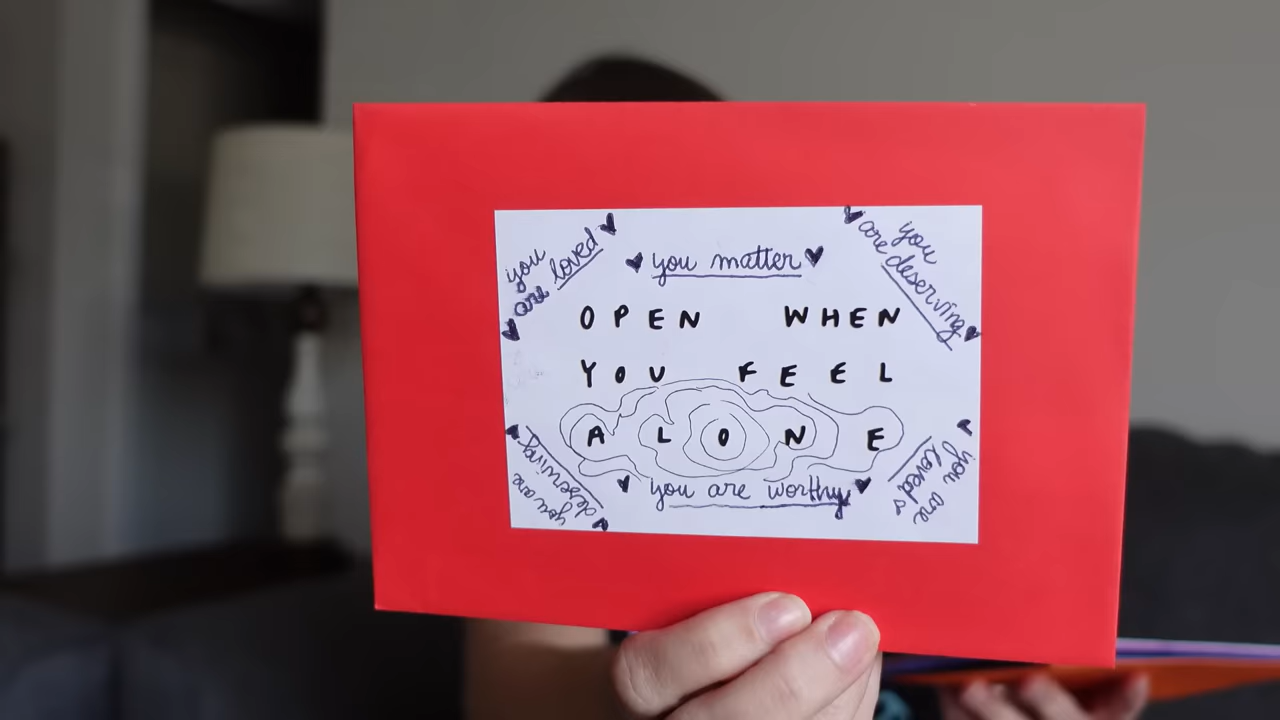 you
are loved
you matter
you
are deserving
OPEN WHEN
YOU FEEL
ALONE
you are worthy
you are
deserving
you are
loved